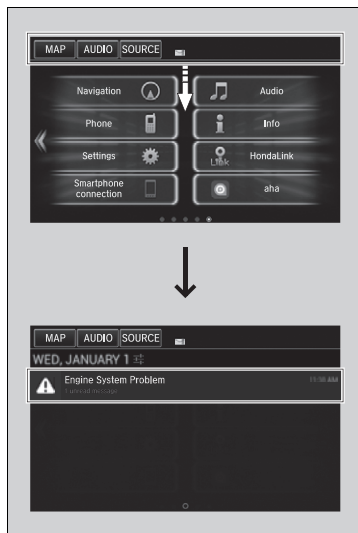 MAP AUDIO SOURCE
Navigation Audio
Phone Info
Settings Link HondaLink
Smartphone
connection aha
MAP AUDIO SOURCE
WED, JANUARY 1
Engine System Problem